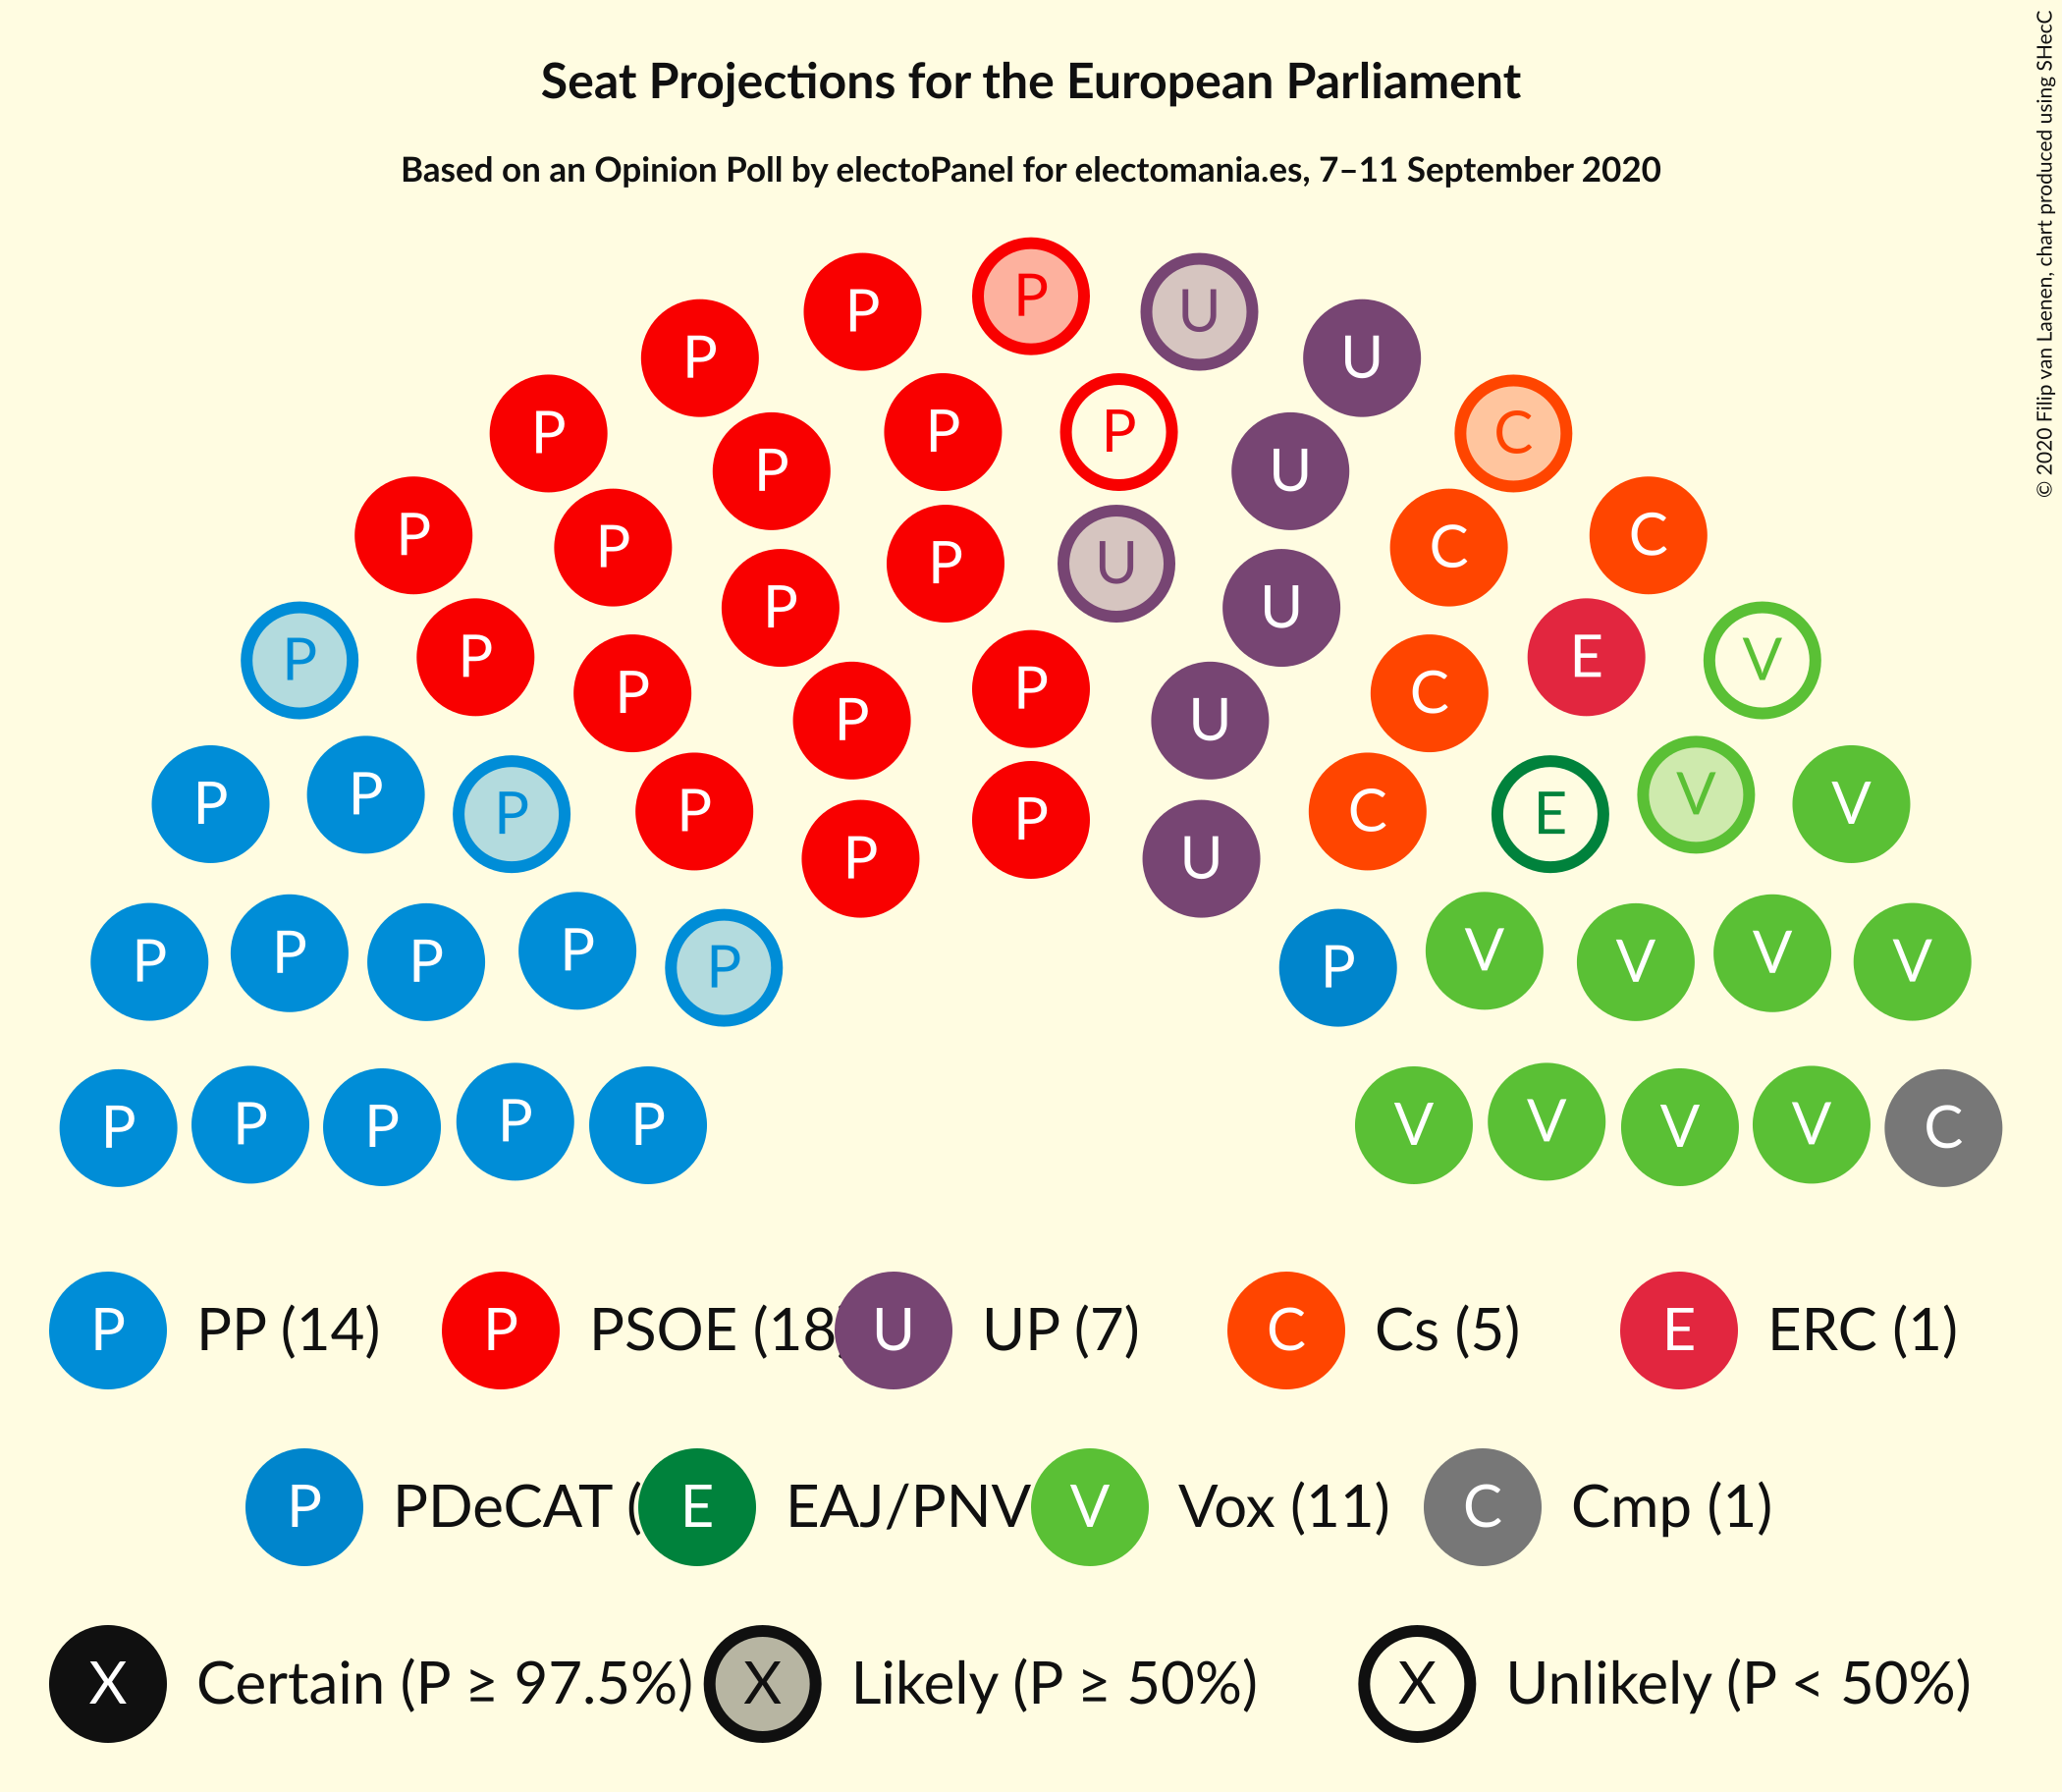 Seat Projections for the European Parliament
Based on an Opinion Poll by electoPanel for electomania.es, 7–11 September 2020
© 2020 Filip van Laenen, chart produced using SHecC
P
P P U U
P P P C
P P P U
P P P U C C
P P U
P P P U C E V
P P P P U C
P P P P P P U C E V V
P P P P P P V V V V
P P P P P V V V V C
P PP (14) P PSOE (18 U UP (7) C Cs (5) E ERC (1)
P PDeCAT ( E EAJ/PNV V Vox (11) C Cmp (1)
X Certain (P ≥ 97.5%) X Likely (P ≥ 50%) X Unlikely (P < 50%)